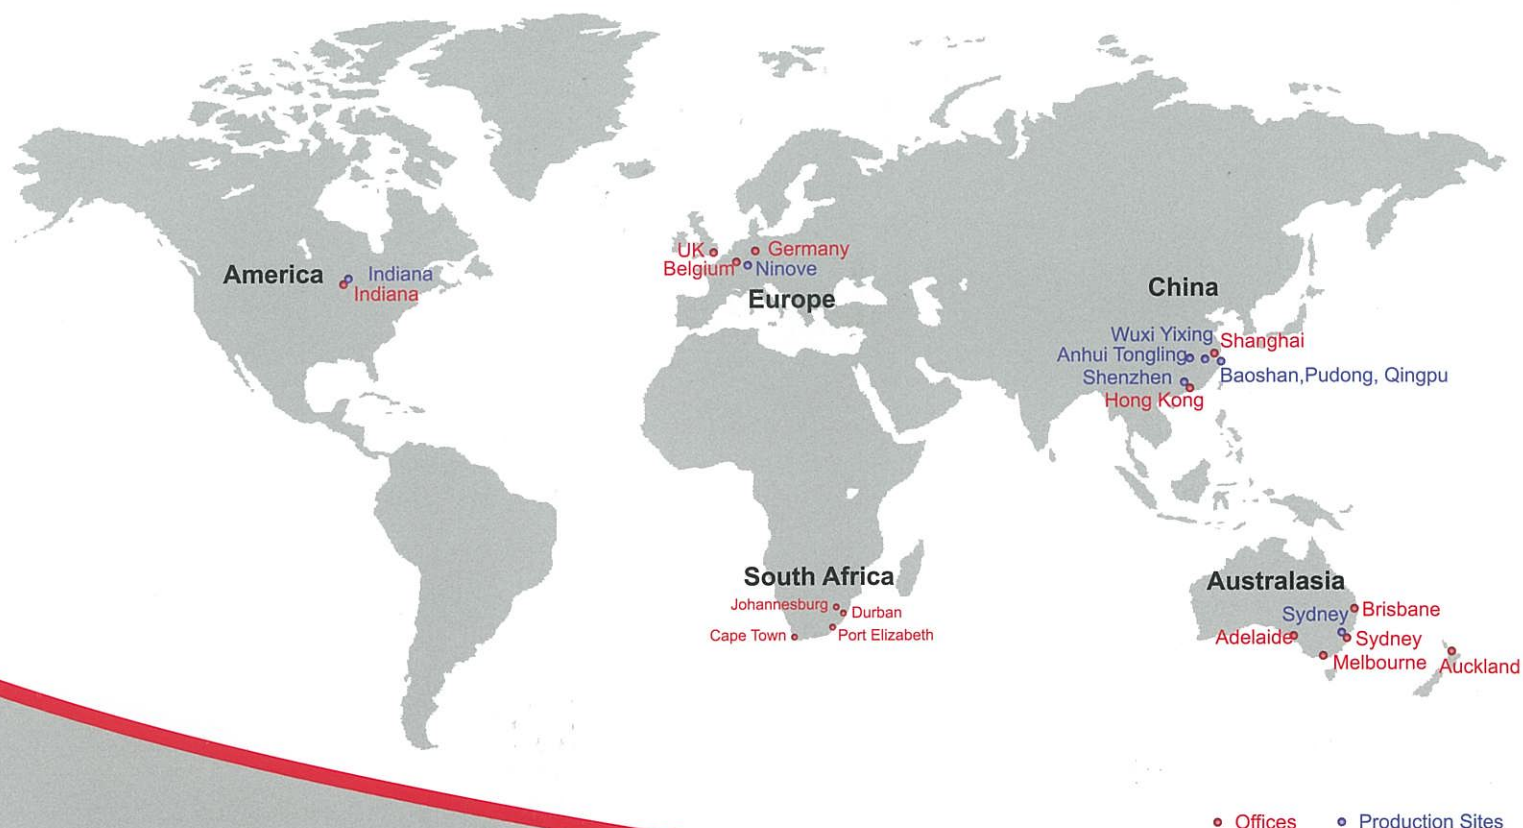 America
Indiana
Indiana
UK
Germany
Belgium
Ninove
Europe
China
Wuxi Yixing
Shanghai
Anhui Tongling
Baoshan,Pudong, Qingpu
Shenzhen
Hong Kong
South Africa
Johannesburg
Durban
Cape Town
Port Elizabeth
Australasia
Brisbane
Sydney
Adelaide
Sydney
Melbourne
Auckland
Offices
Production Sites